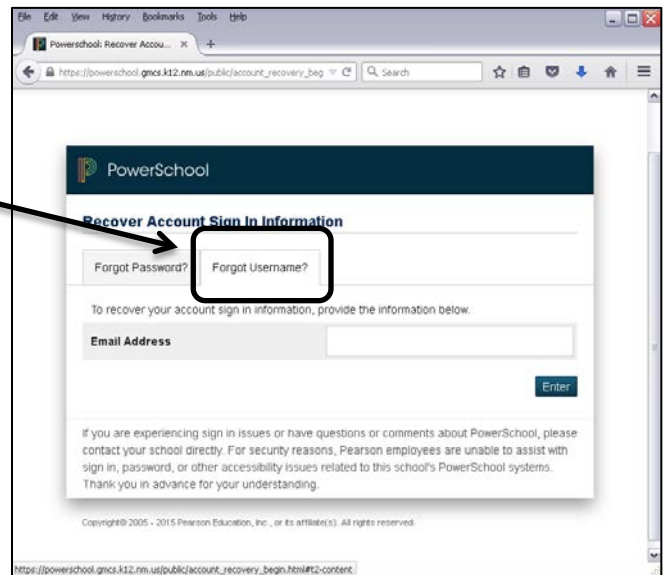 File Edit View History Bookmarks Tools Help
Powerschool: Recover Accou... × +
https://powerschool.gmcs.k12.nm.us/public/account_recovery_beg Search
PowerSchool
Recover Account Sign In Information
Forgot Password? Forgot Username?
To recover your account sign in information, provide the information below.
Email Address
Enter
If you are experiencing sign in issues or have questions or comments about PowerSchool, please
contact your school directly. For security reasons, Pearson employees are unable to assist with
sign in, password, or other accessibility issues related to this school's PowerSchool systems.
Thank you in advance for your understanding.
Copyright© 2005 - 2015 Pearson Education, Inc., or its affiliate(s). All rights reserved.
https://powerschool.gmcs.k12.nm.us/public/account_recovery_begin.html#t2-content